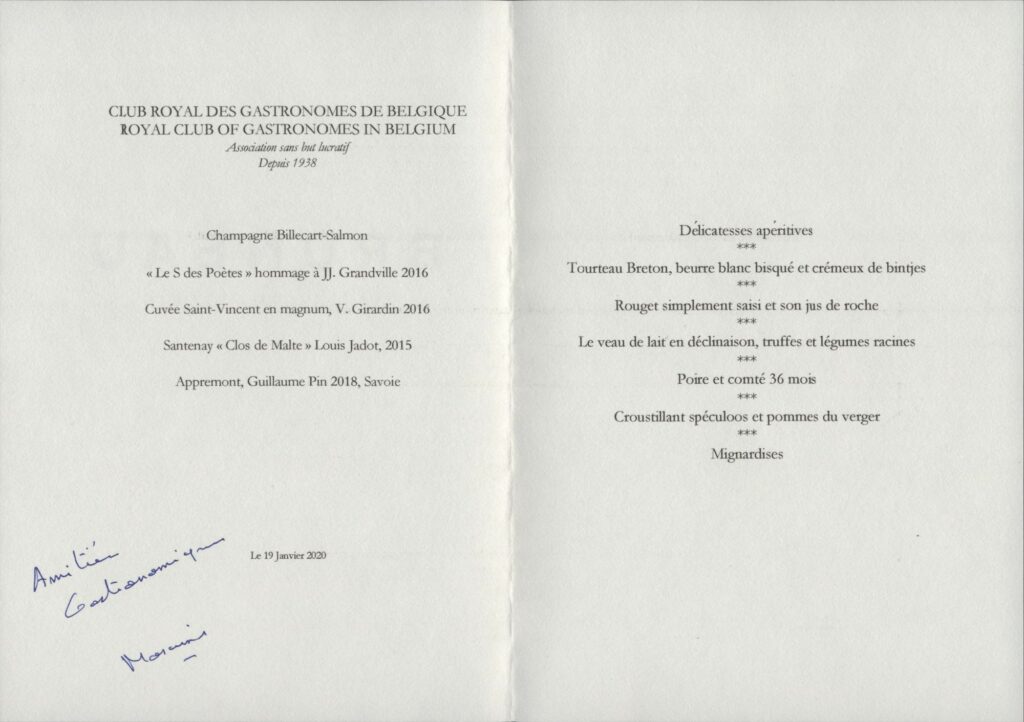 CLUB ROYAL DES GASTRONOMES DE BELGIQUE
ROYAL CLUB OF GASTRONOMES IN BELGIUM
Association sans but lucratif
Depuis 1938
Champagne Billecart-Salmon
« Le S des Poètes » hommage à JJ. Grandville 2016
Cuvée Saint-Vincent en magnum, V. Girardin 2016
Santenay « Clos de Malte » Louis Jadot, 2015
Appremont, Guillaume Pin 2018, Savoie
Le 19 Janvier 2020
Amitiés
Gastronomiques
Délicatesses apéritives
***
Tourteau Breton, beurre blanc bisqué et crémeux de bintjes
***
Rouget simplement saisi et son jus de roche
***
Le veau de lait en déclinaison, truffes et légumes racines
***
Poire et comté 36 mois
***
Croustillant spéculoos et pommes du verger
***
Mignardises